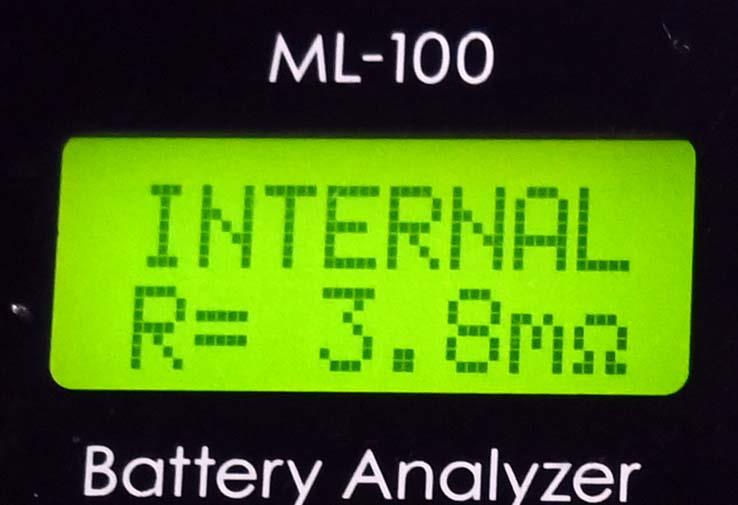 ML-100
INTERNAL
R= 3.8mΩ
Battery Analyzer